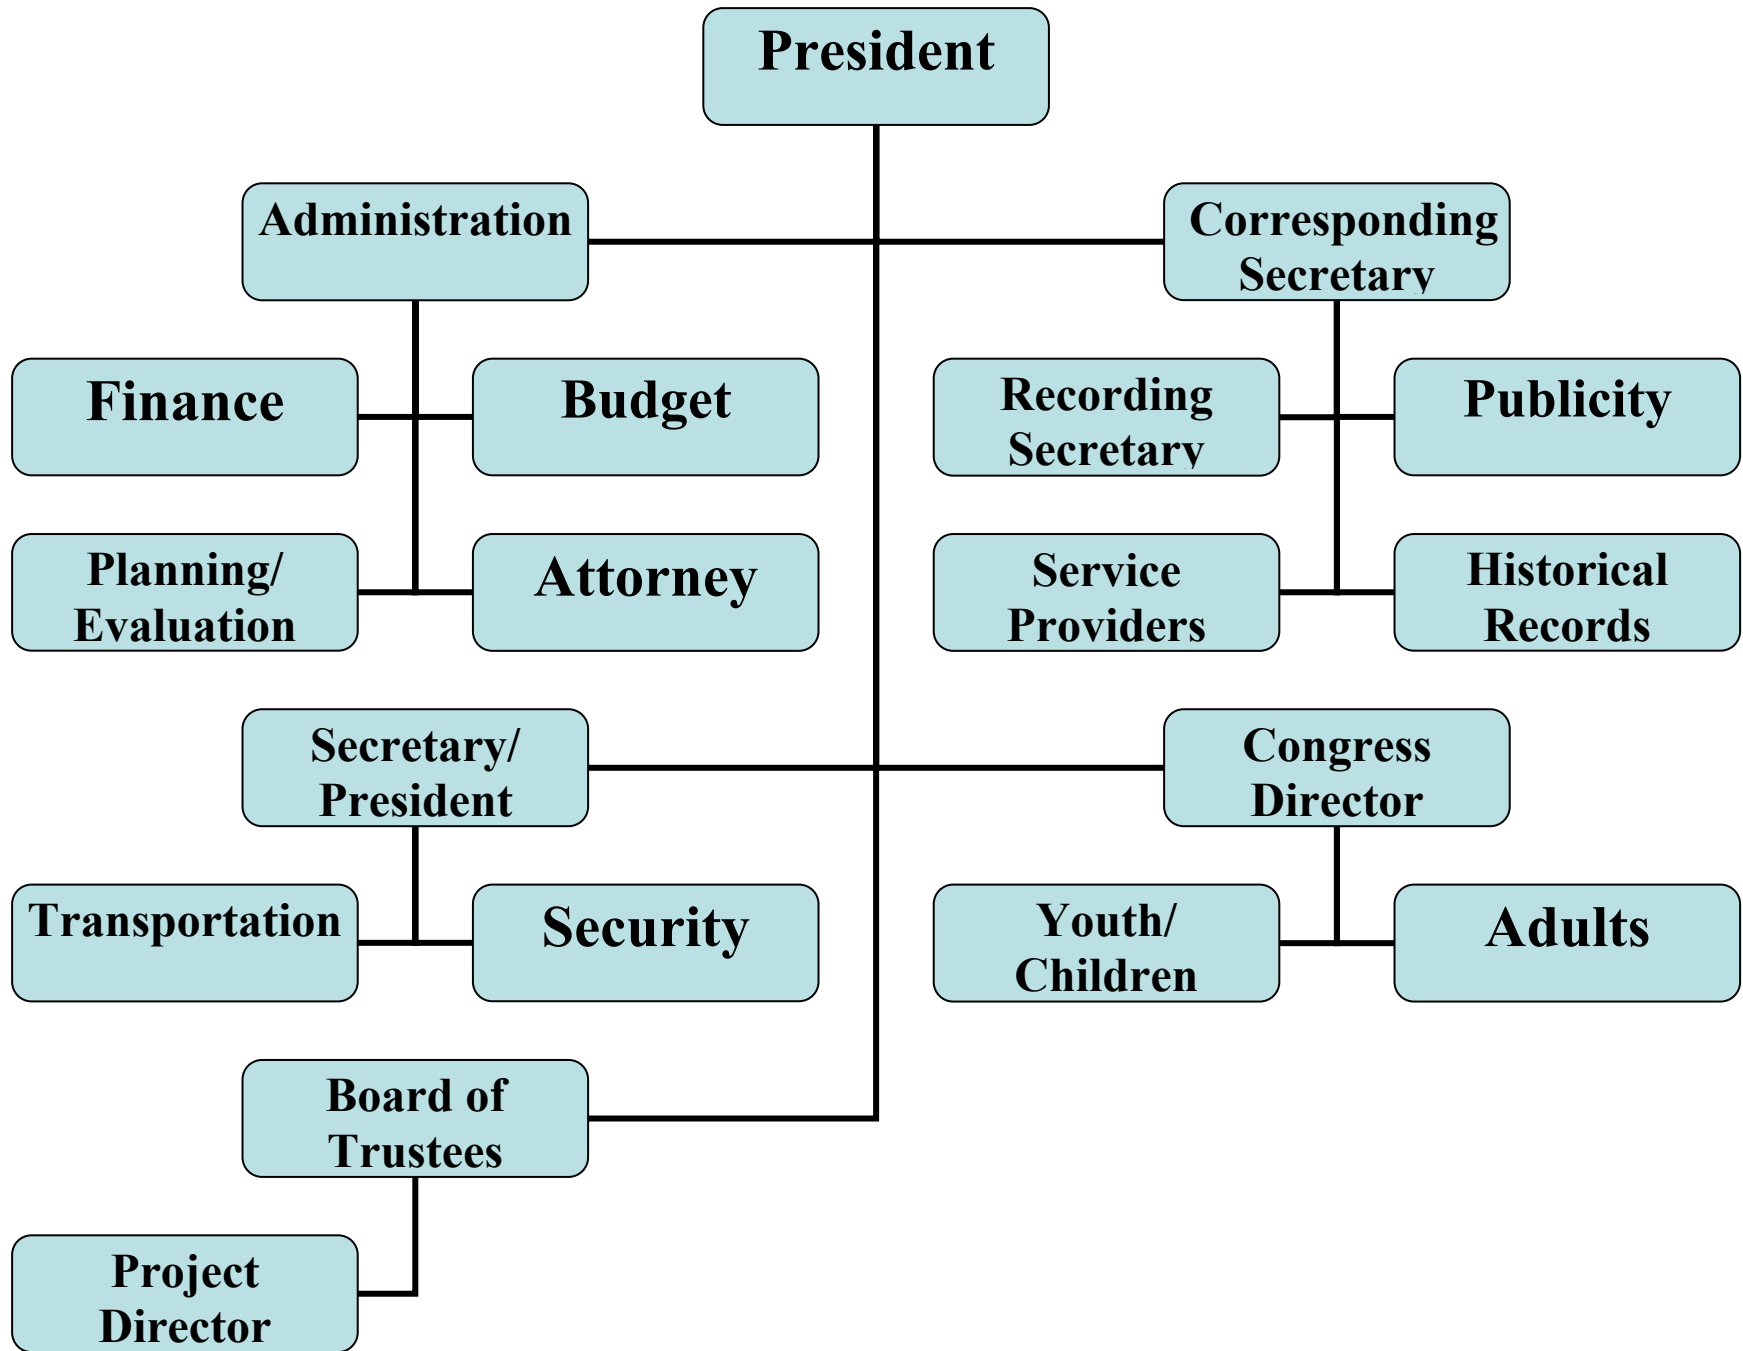 President
Administration
Corresponding
Secretary
Finance
Budget
Recording
Secretary
Publicity
Planning/
Evaluation
Attorney
Service
Providers
Historical
Records
Secretary/
President
Congress
Director
Transportation
Security
Youth/
Children
Adults
Board of
Trustees
Project
Director